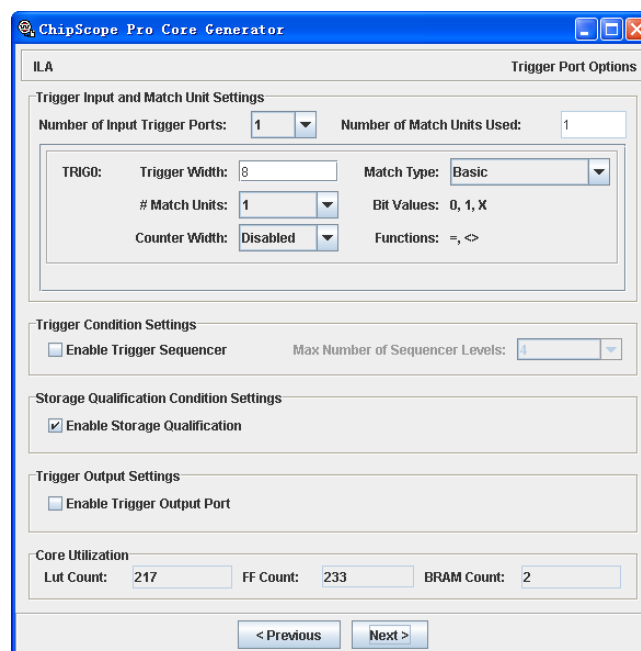 ChipScope Pro Core Generator
ILA Trigger Port Options
Trigger Input and Match Unit Settings
Number of Input Trigger Ports: 1 Number of Match Units Used: 1
TRIG0: Trigger Width: 8 Match Type: Basic
# Match Units: 1 Bit Values: 0, 1, X
Counter Width: Disabled Functions: =, <>
Trigger Condition Settings
Enable Trigger Sequencer Max Number of Sequencer Levels: 4
Storage Qualification Condition Settings
Enable Storage Qualification
Trigger Output Settings
Enable Trigger Output Port
Core Utilization
Lut Count: 217 FF Count: 233 BRAM Count: 2
< Previous Next >